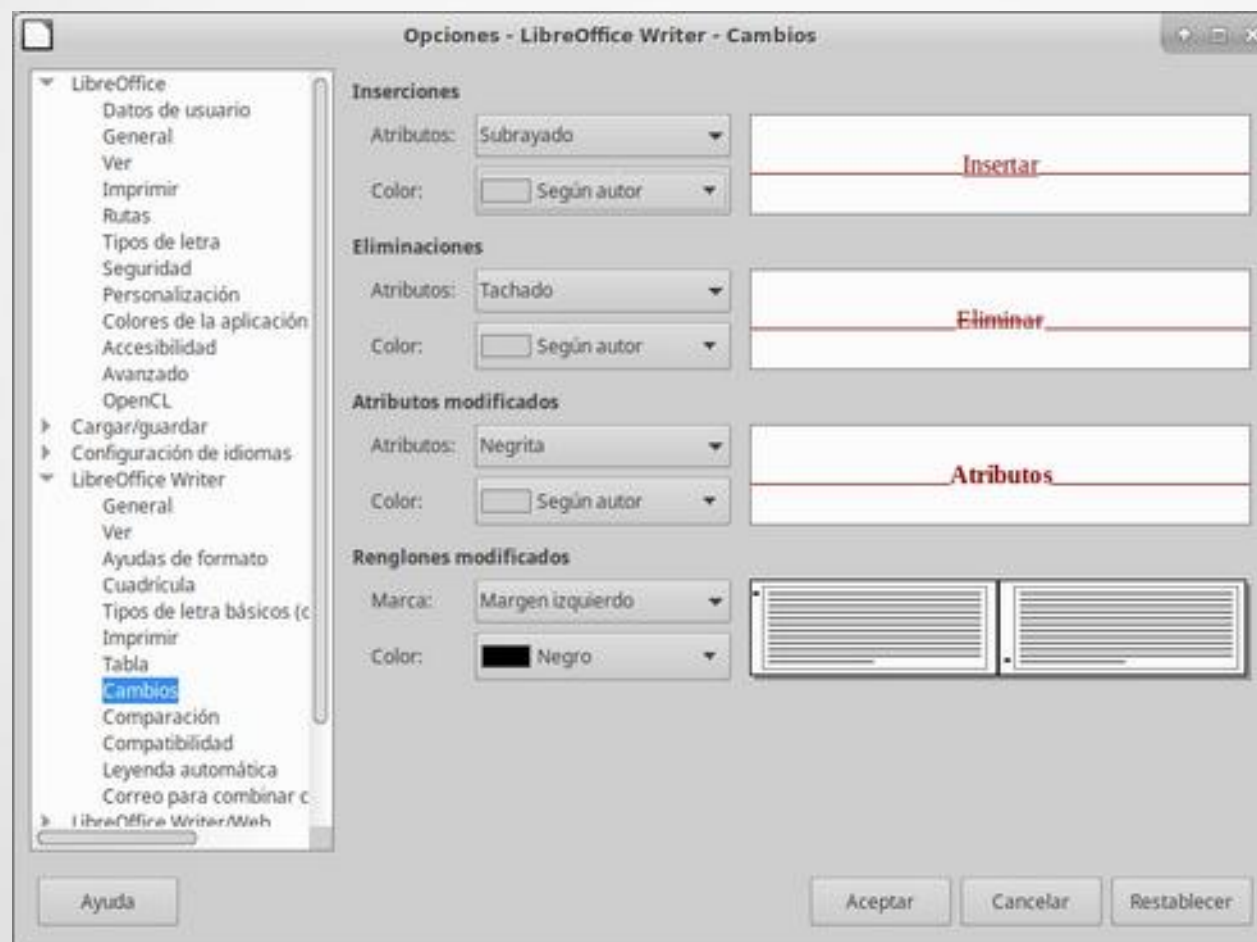 Opciones - LibreOffice Writer - Cambios
LibreOffice
Datos de usuario
General
Ver
Imprimir
Rutas
Tipos de letra
Seguridad
Personalización
Colores de la aplicación
Accesibilidad
Avanzado
OpenCL
Cargar/guardar
Configuración de idiomas
LibreOffice Writer
General
Ver
Ayudas de formato
Cuadrícula
Tipos de letra básicos (c
Imprimir
Tabla
Cambios
Comparación
Compatibilidad
Leyenda automática
Correo para combinar c
LibreOffice Writer/Web
Inserciones
Atributos: Subrayado
Color: Según autor
Insertar
Eliminaciones
Atributos: Tachado
Color: Según autor
Eliminar
Atributos modificados
Atributos: Negrita
Color: Según autor
Atributos
Renglones modificados
Marca: Margen izquierdo
Color: Negro
Ayuda
Aceptar
Cancelar
Restablecer